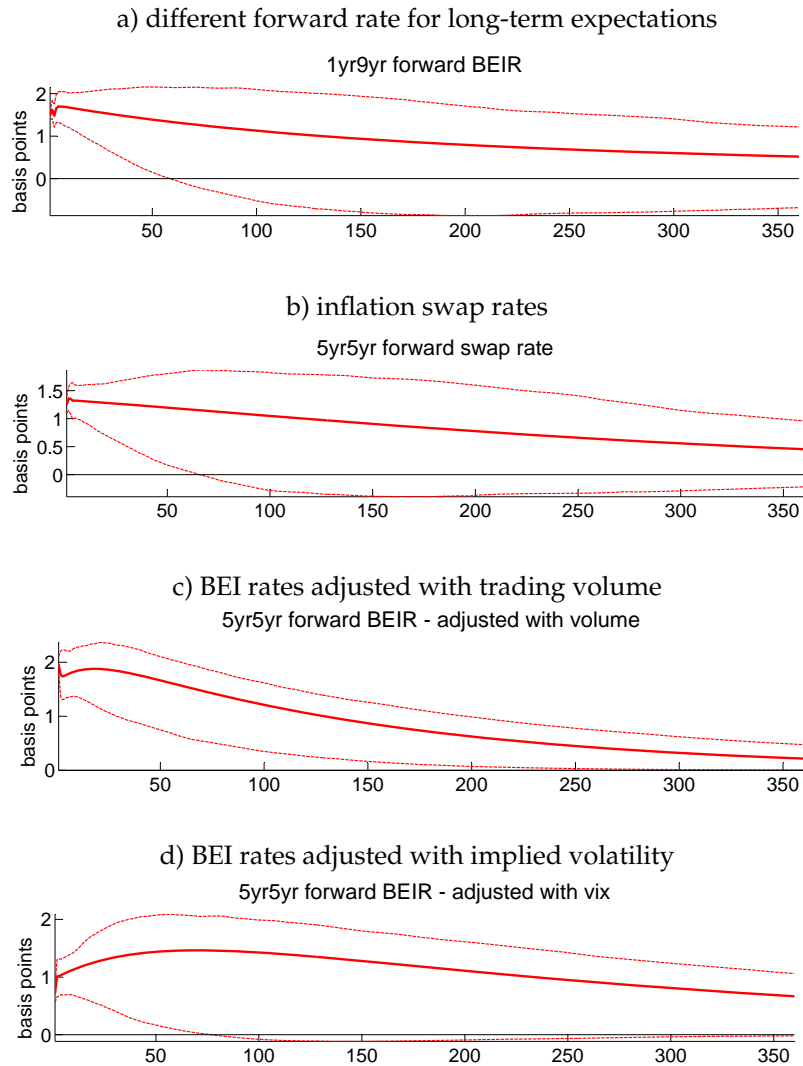 a) different forward rate for long-term expectations
1yr9yr forward BEIR
basis points
2
1
0
50 100 150 200 250 300 350
b) inflation swap rates
5yr5yr forward swap rate
basis points
1.5
1
0.5
0
50 100 150 200 250 300 350
c) BEI rates adjusted with trading volume
5yr5yr forward BEIR - adjusted with volume
basis points
2
1
0
50 100 150 200 250 300 350
d) BEI rates adjusted with implied volatility
5yr5yr forward BEIR - adjusted with vix
basis points
2
1
0
50 100 150 200 250 300 350